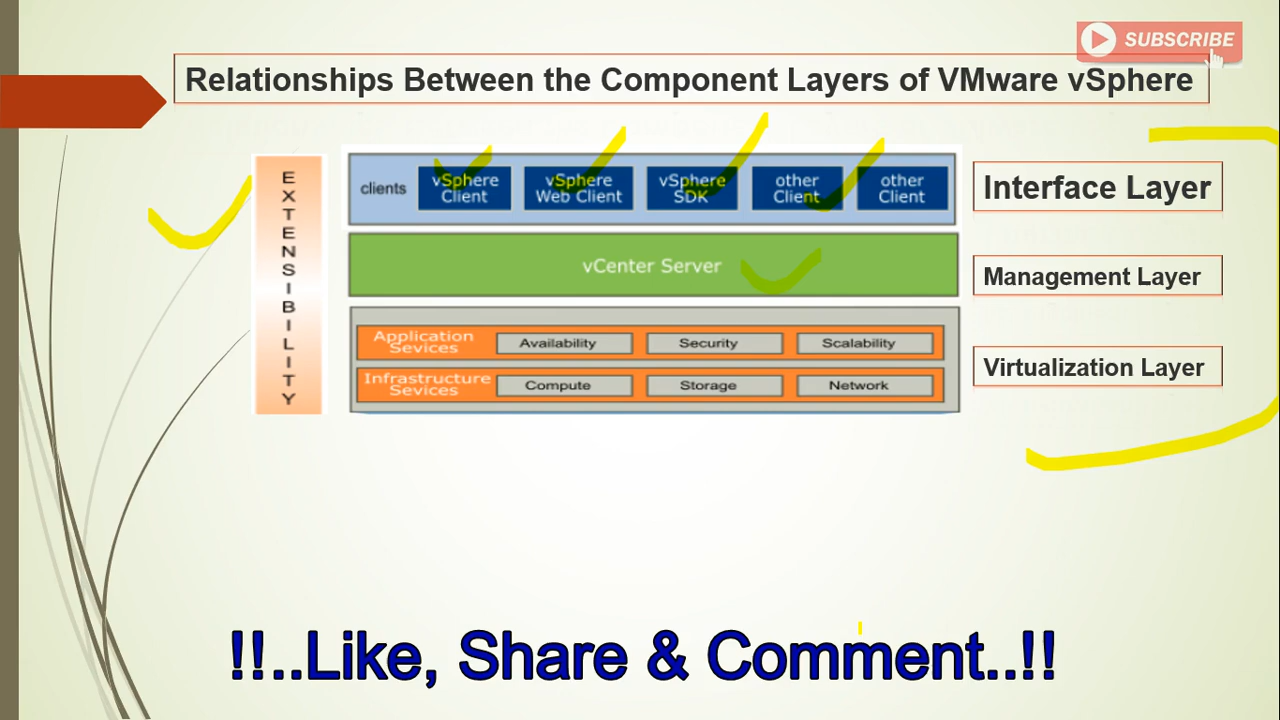 SUBSCRIBE
Relationships Between the Component Layers of VMware vSphere
EXTENSIBILITY
clients
vSphere
Client
vSphere
Web Client
vSphere
SDK
other
Client
other
Client
Interface Layer
vCenter Server
Management Layer
Application
Sevices
Availability
Security
Scalability
Infrastructure
Sevices
Compute
Storage
Network
Virtualization Layer
!!..Like, Share & Comment..!!